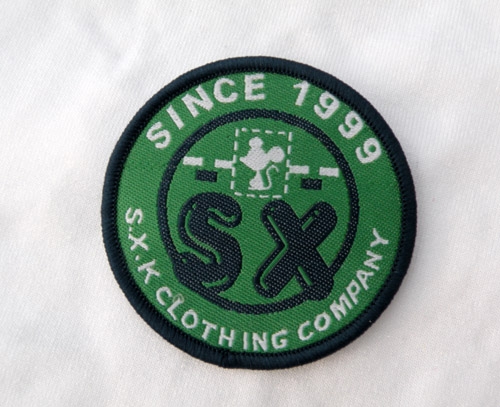 SINCE 1999
SX
S.X.K CLOTHING COMPANY